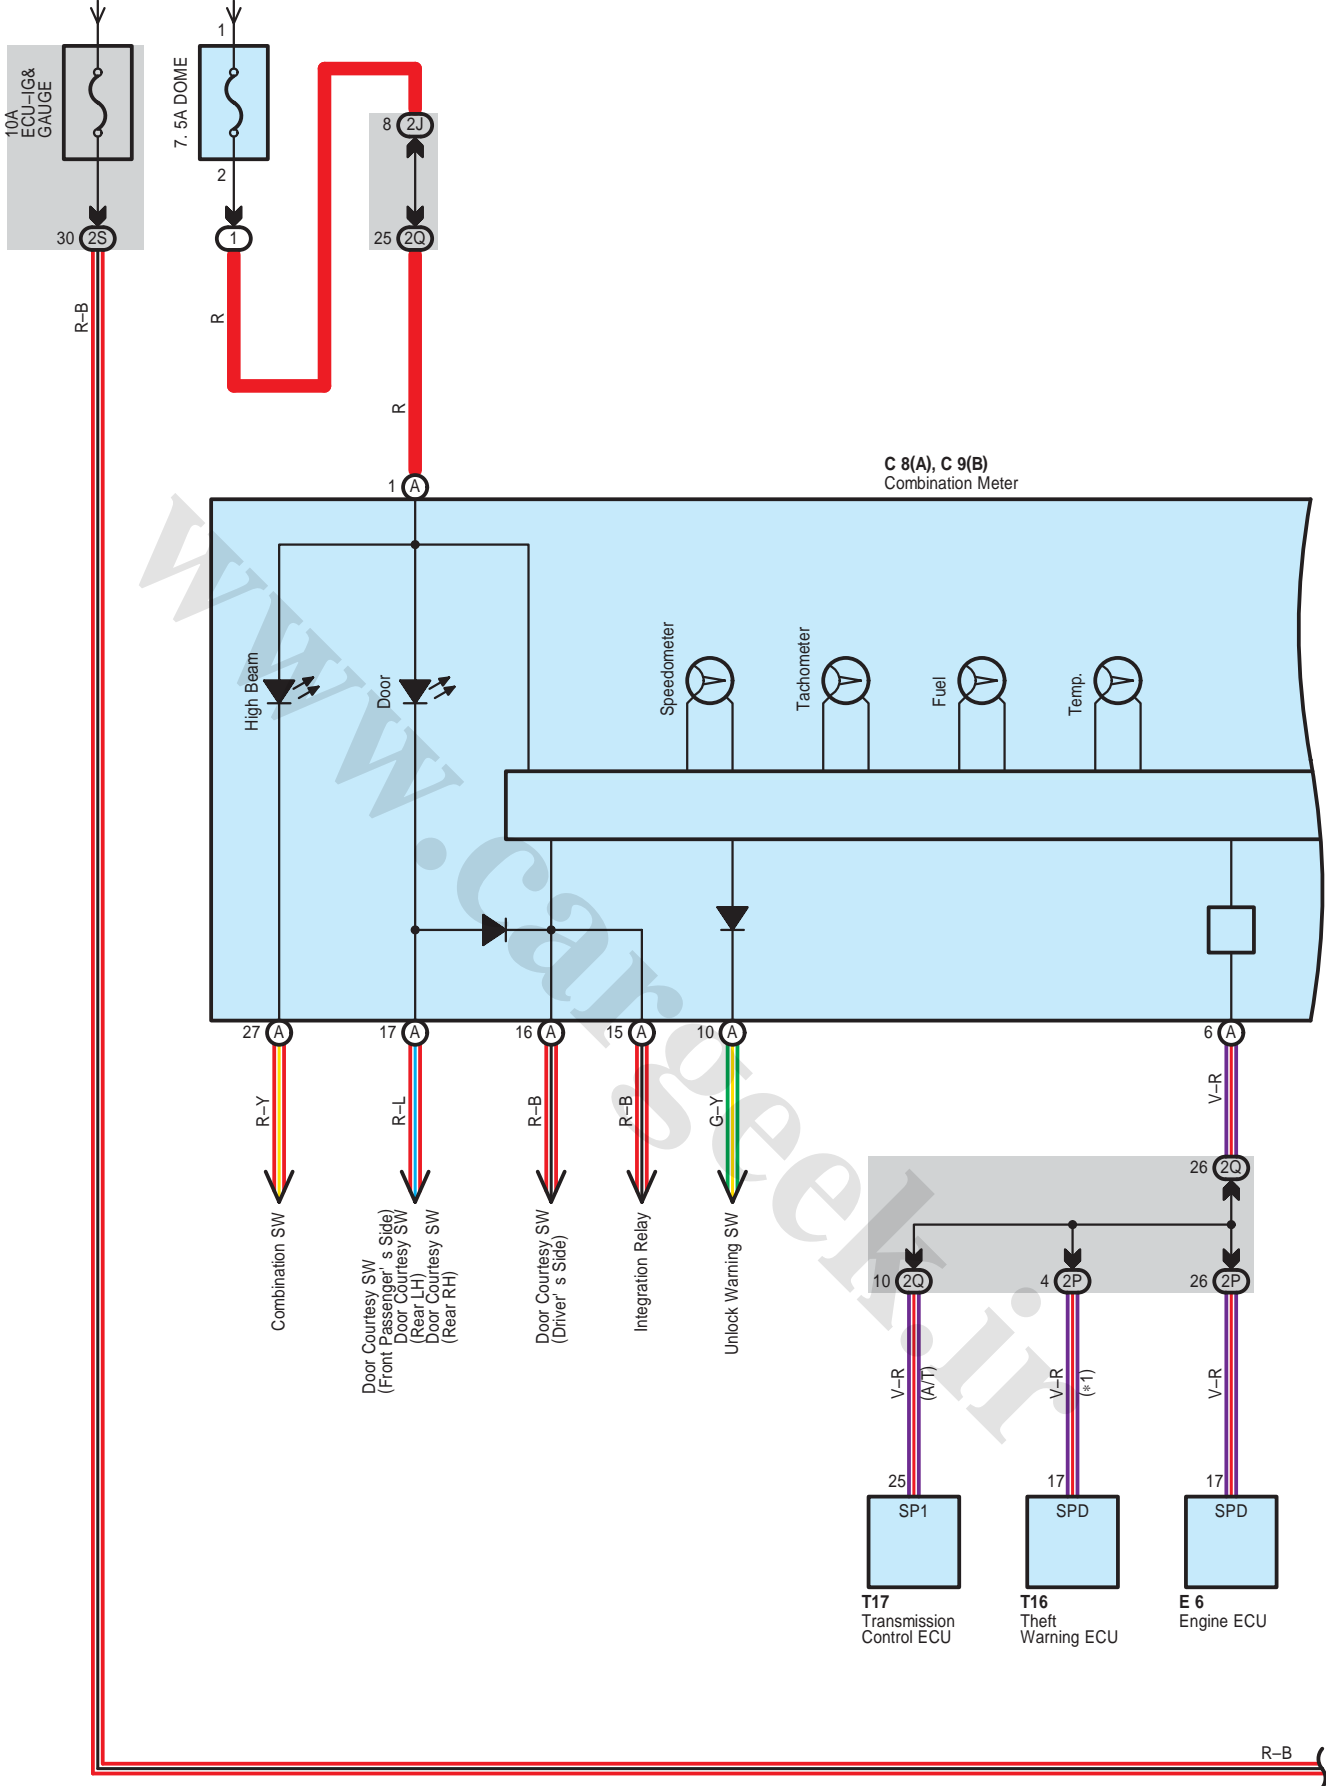 10A
ECU–IG&
GAUGE
30 2S
R–B
1
7. 5A DOME
2
1
R
8 2J
25 2Q
R
C 8(A), C 9(B)
Combination Meter
1 A
High Beam
Door
Speedometer
Tachometer
Fuel
Temp.
27 A
17 A
16 A
15 A
10 A
6 A
R–Y
R–L
R–B
R–B
G–Y
V–R
Combination SW
Door Courtesy SW
(Front Passenger' s Side)
Door Courtesy SW
(Rear LH)
Door Courtesy SW
(Rear RH)
Door Courtesy SW
(Driver' s Side)
Integration Relay
Unlock Warning SW
26 2Q
10 2Q
4 2P
26 2P
V–R
(A/T)
V–R
(*1)
V–R
25
17
17
SP1
SPD
SPD
T17
Transmission
Control ECU
T16
Theft
Warning ECU
E 6
Engine ECU
R–B
www.cargeek.ir